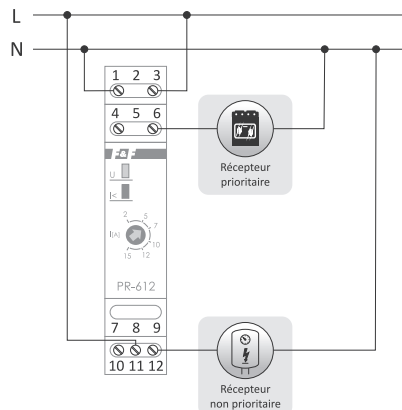 L
N
1 2 3
4 5 6
F&F
Récepteur
prioritaire
U
I<
2 5
I[A] 7
10
15 12
PR-612
7 8 9
10 11 12
Récepteur
non prioritaire